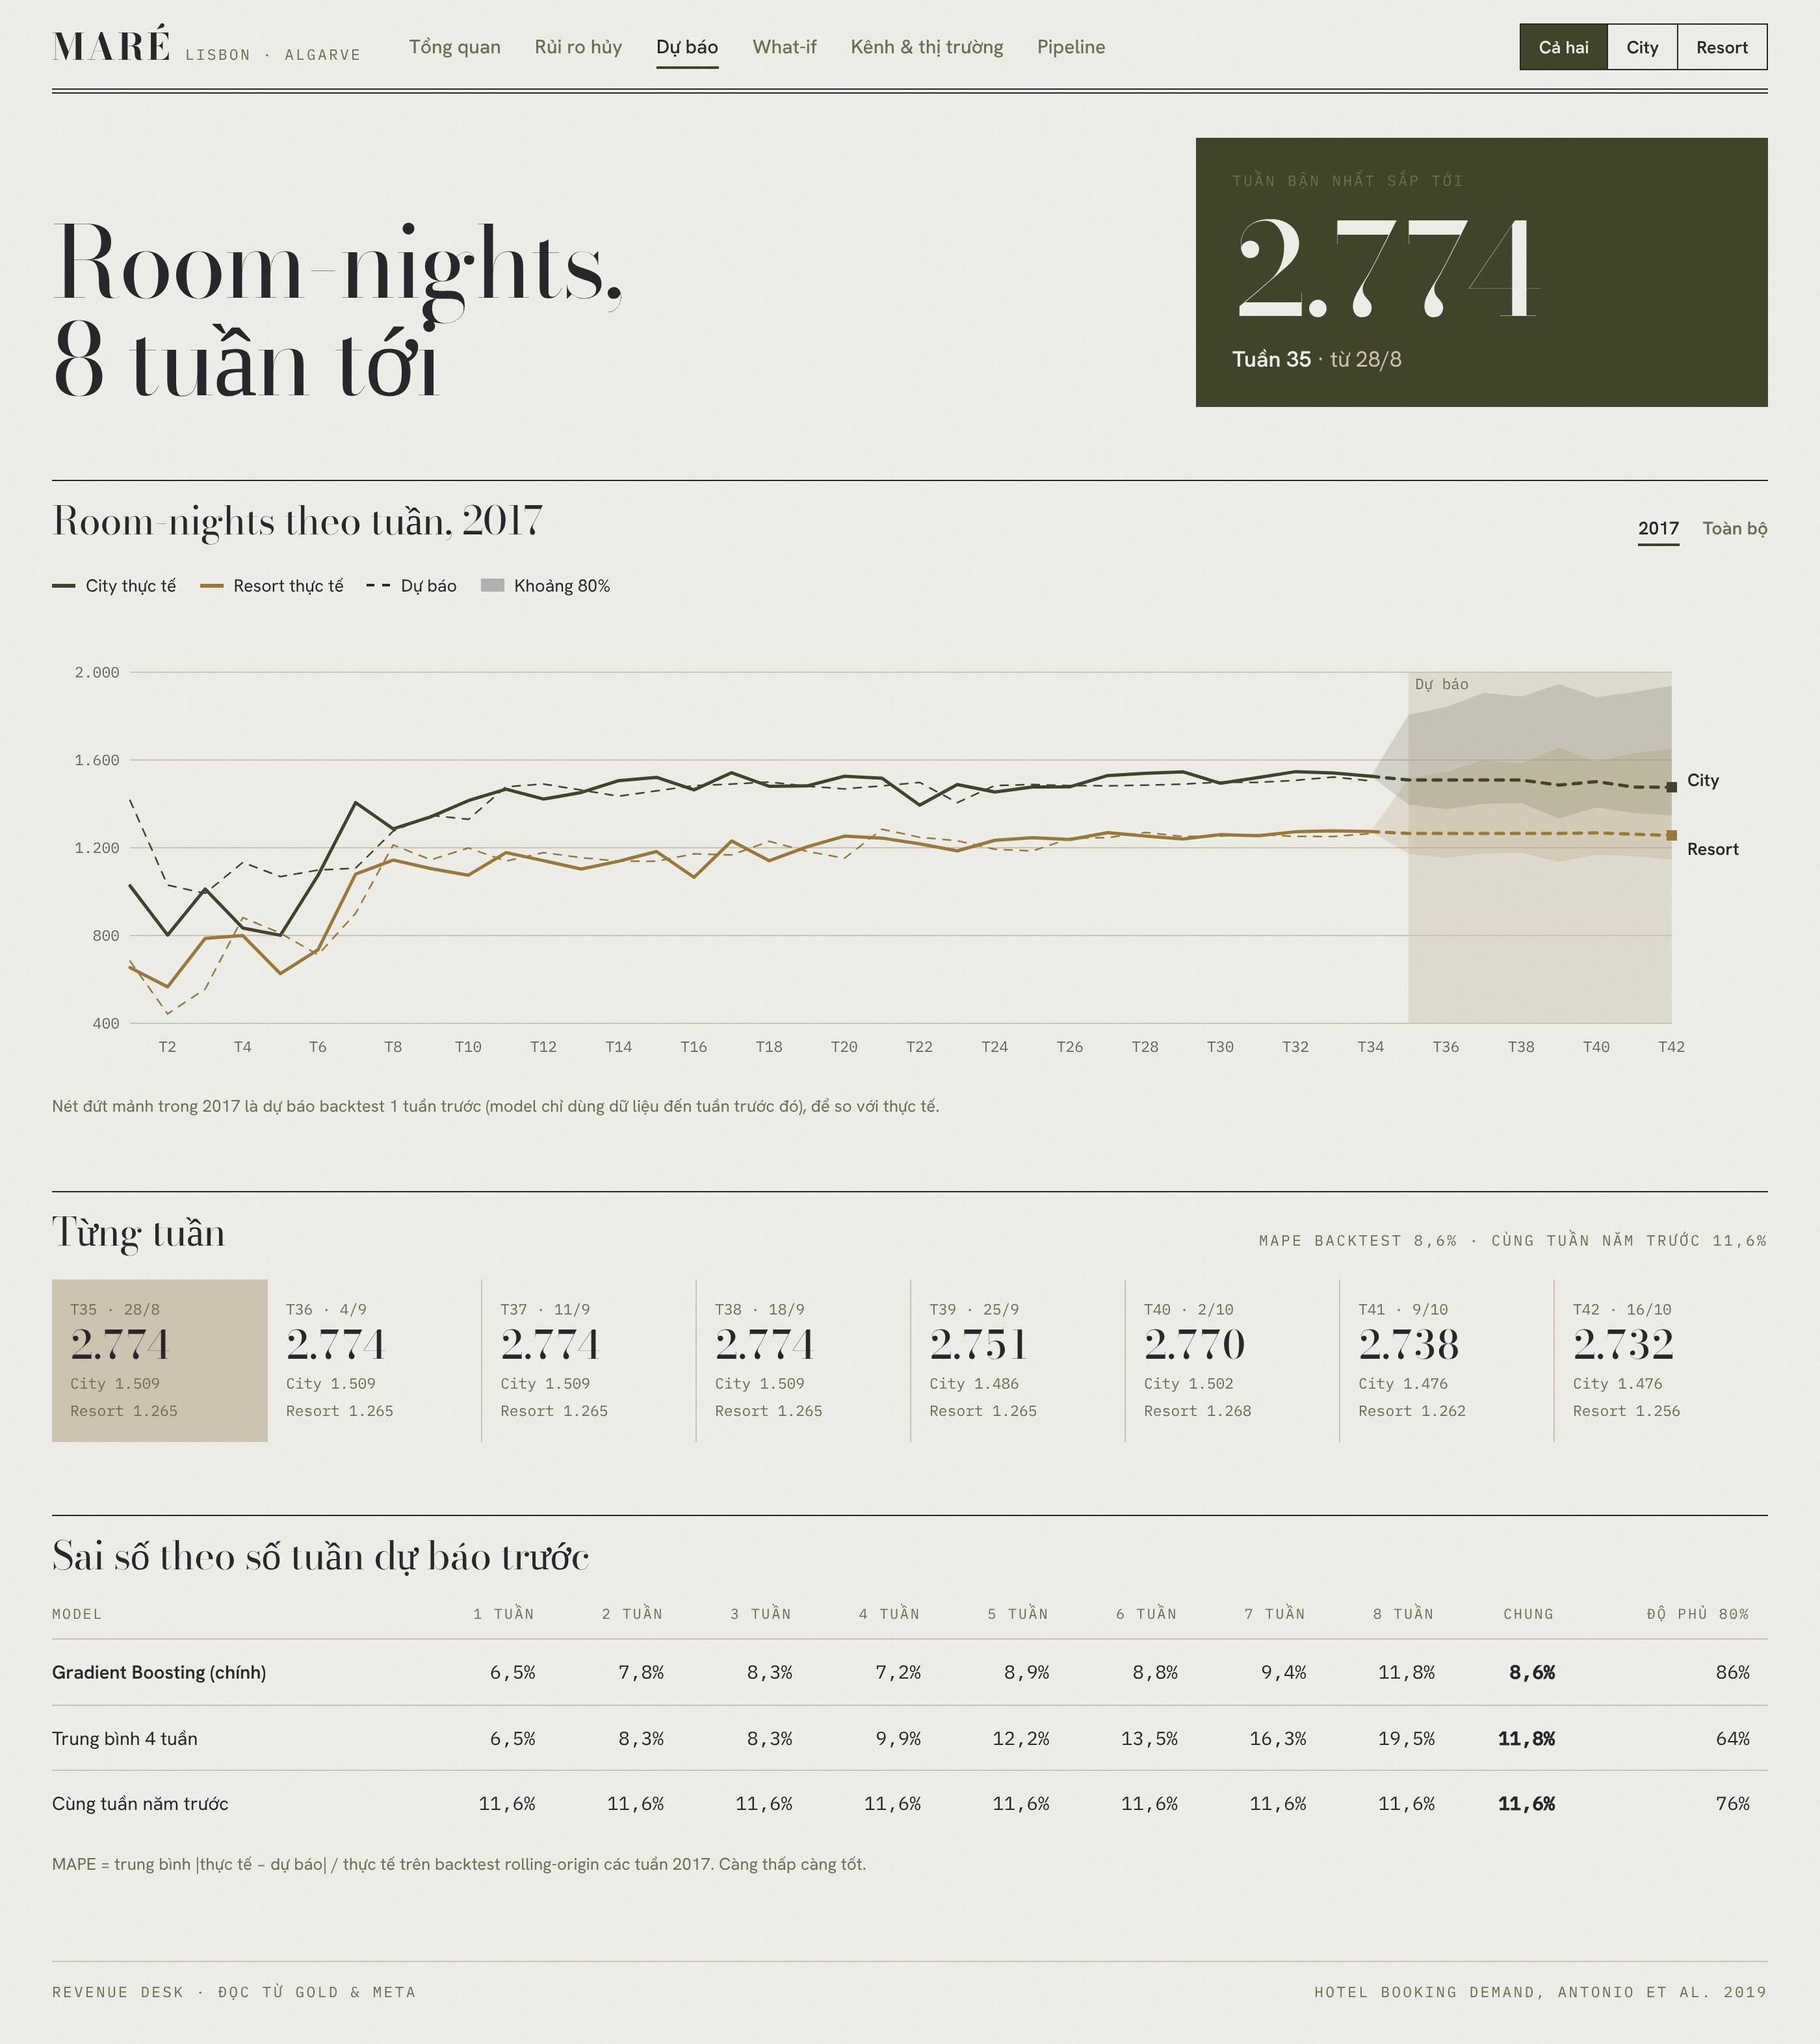 MARÉ LISBON · ALGARVE
Tổng quan Rủi ro hủy Dự báo What-if Kênh & thị trường Pipeline
Cả hai City Resort
TUẦN BẬN NHẤT SẮP TỚI
2.774
Tuần 35 · từ 28/8
Room-nights,
8 tuần tới
Room-nights theo tuần, 2017
2017 Toàn bộ
City thực tế Resort thực tế Dự báo Khoảng 80%
2.000
Dự báo
1.600
City
1.200
Resort
800
400
T2 T4 T6 T8 T10 T12 T14 T16 T18 T20 T22 T24 T26 T28 T30 T32 T34 T36 T38 T40 T42
Nét đứt mảnh trong 2017 là dự báo backtest 1 tuần trước (model chỉ dùng dữ liệu đến tuần trước đó), để so với thực tế.
Từng tuần
MAPE BACKTEST 8,6% · CÙNG TUẦN NĂM TRƯỚC 11,6%
T35 · 28/8 T36 · 4/9 T37 · 11/9 T38 · 18/9 T39 · 25/9 T40 · 2/10 T41 · 9/10 T42 · 16/10
2.774 2.774 2.774 2.774 2.751 2.770 2.738 2.732
City 1.509 City 1.509 City 1.509 City 1.509 City 1.486 City 1.502 City 1.476 City 1.476
Resort 1.265 Resort 1.265 Resort 1.265 Resort 1.265 Resort 1.265 Resort 1.268 Resort 1.262 Resort 1.256
Sai số theo số tuần dự báo trước
MODEL 1 TUẦN 2 TUẦN 3 TUẦN 4 TUẦN 5 TUẦN 6 TUẦN 7 TUẦN 8 TUẦN CHUNG ĐỘ PHỦ 80%
Gradient Boosting (chính) 6,5% 7,8% 8,3% 7,2% 8,9% 8,8% 9,4% 11,8% 8,6% 86%
Trung bình 4 tuần 6,5% 8,3% 8,3% 9,9% 12,2% 13,5% 16,3% 19,5% 11,8% 64%
Cùng tuần năm trước 11,6% 11,6% 11,6% 11,6% 11,6% 11,6% 11,6% 11,6% 11,6% 76%
MAPE = trung bình |thực tế − dự báo| / thực tế trên backtest rolling-origin các tuần 2017. Càng thấp càng tốt.
REVENUE DESK · ĐỌC TỪ GOLD & META
HOTEL BOOKING DEMAND, ANTONIO ET AL. 2019